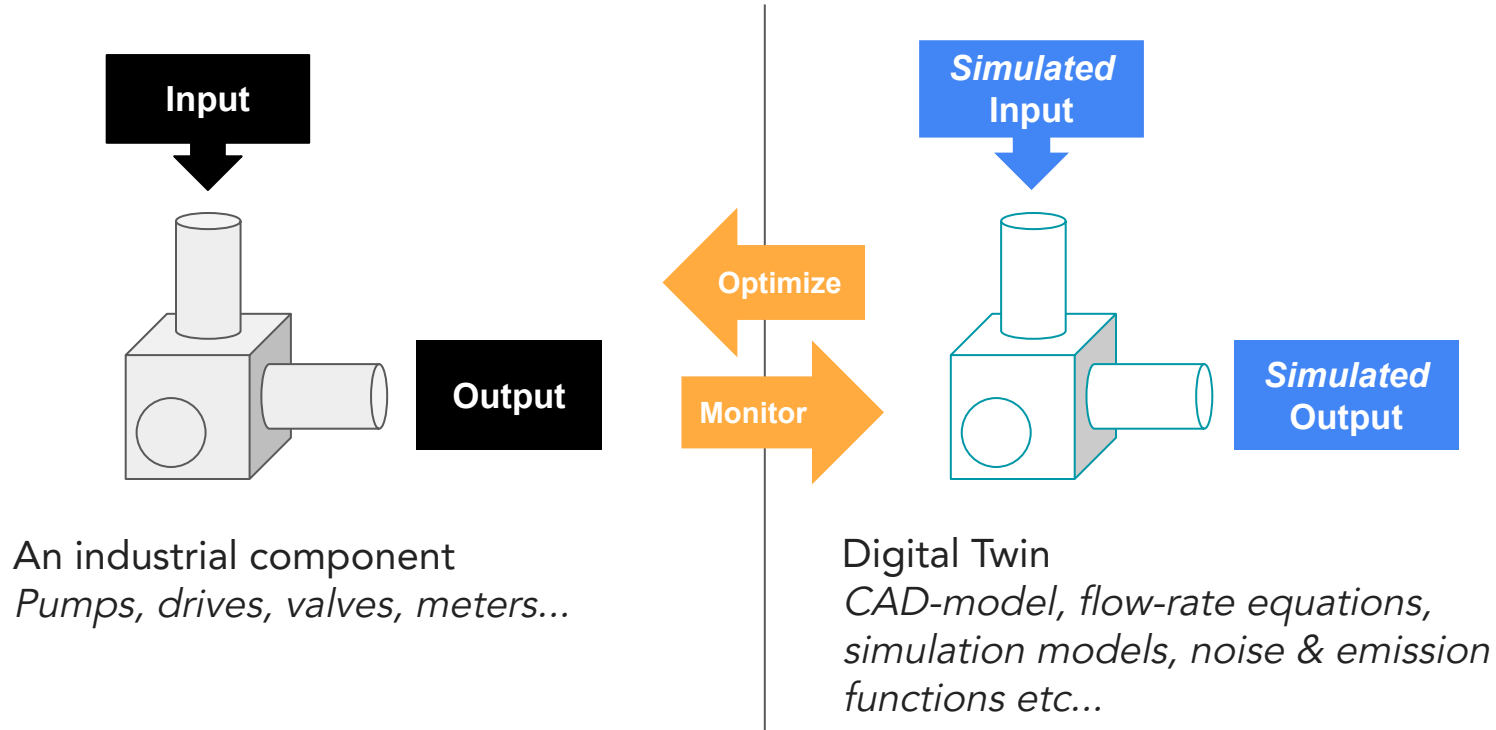 Input
Output
An industrial component
Pumps, drives, valves, meters...
Optimize
Monitor
Simulated
Input
Simulated
Output
Digital Twin
CAD-model, flow-rate equations,
simulation models, noise & emission
functions etc...